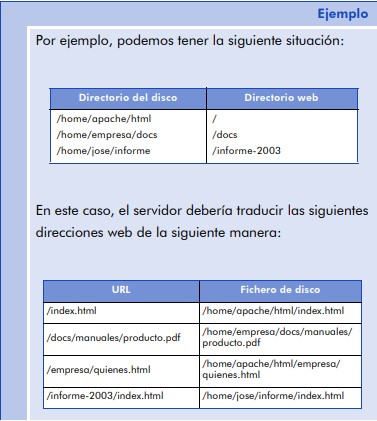 Ejemplo
Por ejemplo, podemos tener la siguiente situación:
Directorio del disco Directorio web
/home/apache/html /
/home/empresa/docs /docs
/home/jose/informe /informe-2003
En este caso, el servidor debería traducir las siguientes
direcciones web de la siguiente manera:
URL Fichero de disco
/index.html /home/apache/html/index.html
/docs/manuales/producto.pdf /home/empresa/docs/manuales/
producto.pdf
/empresa/quienes.html /home/apache/html/empresa/
quienes.html
/informe-2003/index.html /home/jose/informe/index.html